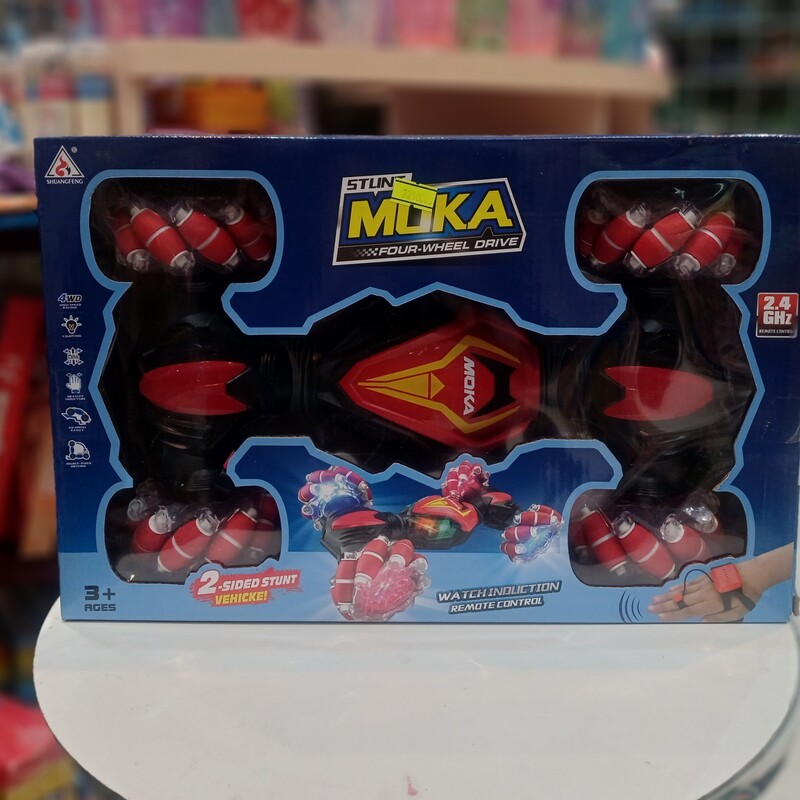 SHUANGFENG
STUNT
MOKA
FOUR-WHEEL DRIVE
4WD
2.4
GHz
REMOTE CONTROL
MOKA
3+
AGES
2-SIDED STUNT
VEHICKE!
WATCH INDUCTION
REMOTE CONTROL